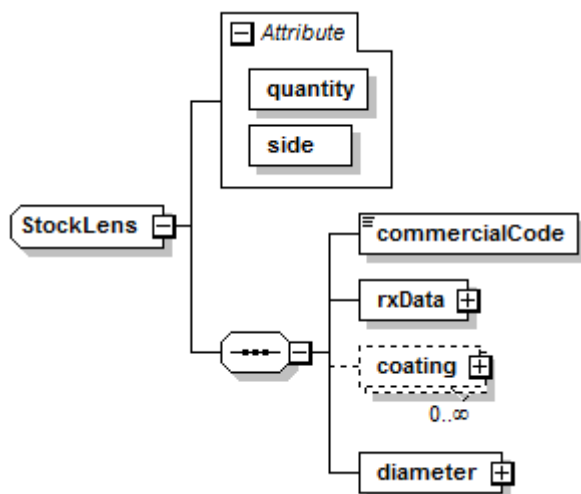 Attribute
quantity
side
StockLens
commercialCode
rxData
coating
0..∞
diameter